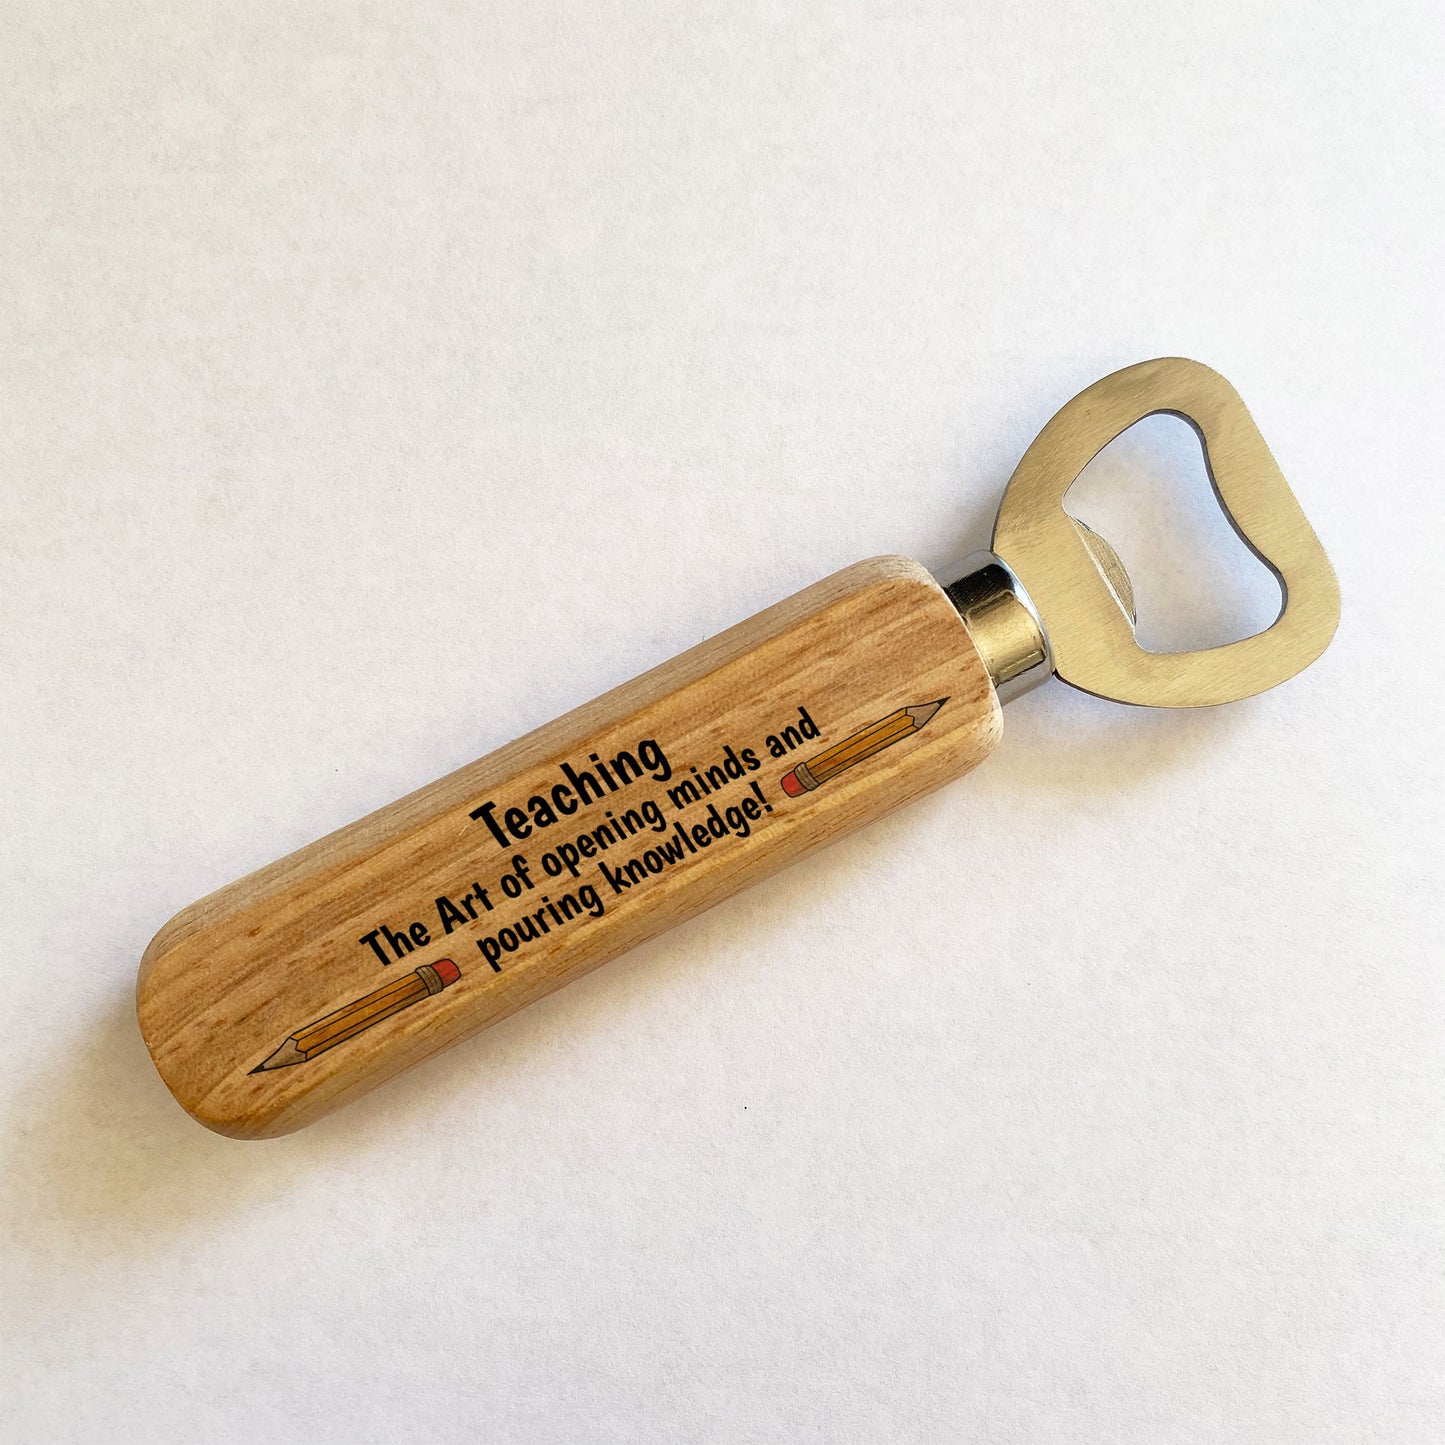 Teaching
The Art of opening minds and
pouring knowledge!